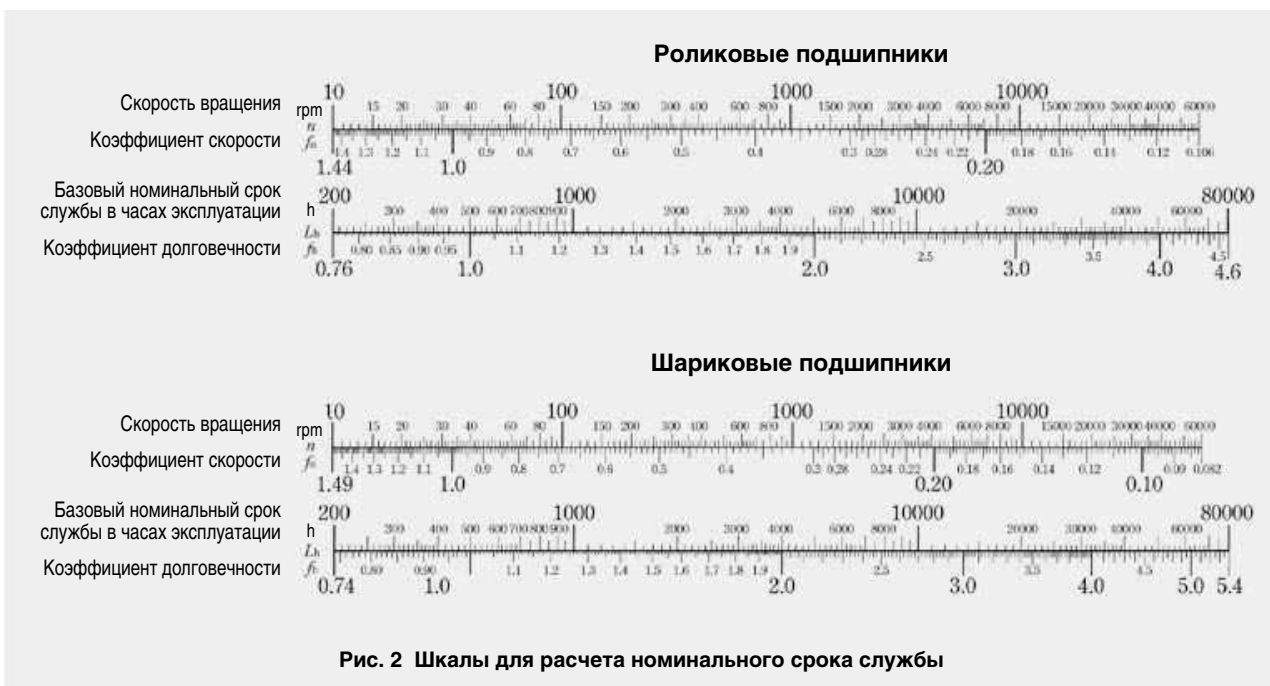 Роликовые подшипники
Скорость вращения rpm 10 15 20 30 40 60 80 100 150 200 300 400 600 800 1000 1500 2000 3000 4000 6000 8000 10000 15000 20000 30000 40000 60000
n
Коэффициент скорости fn 1.4 1.3 1.2 1.1 0.9 0.8 0.7 0.6 0.5 0.4 0.3 0.28 0.24 0.22 0.18 0.16 0.14 0.12 0.106
1.44 1.0 0.20
Базовый номинальный срок 200 1000 10000 80000
службы в часах эксплуатации h 300 400 500 600 700 800 900 2000 3000 4000 6000 8000 20000 40000 60000
Lh
Коэффициент долговечности fh 0.80 0.85 0.90 0.95 1.1 1.2 1.3 1.4 1.5 1.6 1.7 1.8 1.9 2.5 3.5 4.5
0.76 1.0 2.0 3.0 4.0 4.6
Шариковые подшипники
Скорость вращения rpm 10 15 20 30 40 60 80 100 150 200 300 400 600 800 1000 1500 2000 3000 4000 6000 8000 10000 15000 20000 30000 40000 60000
n
Коэффициент скорости fn 1.4 1.3 1.2 1.1 0.9 0.8 0.7 0.6 0.5 0.4 0.3 0.28 0.24 0.22 0.18 0.16 0.14 0.12 0.09 0.082
1.49 1.0 0.20 0.10
Базовый номинальный срок 200 1000 10000 80000
службы в часах эксплуатации h 300 400 500 600 700 800 900 2000 3000 4000 6000 8000 20000 30000 40000 60000
Lh
Коэффициент долговечности fh 0.80 0.90 1.1 1.2 1.3 1.4 1.5 1.6 1.7 1.8 1.9 2.5 3.5 4.5
0.74 1.0 2.0 3.0 4.0 5.0 5.4
Рис. 2 Шкалы для расчета номинального срока службы